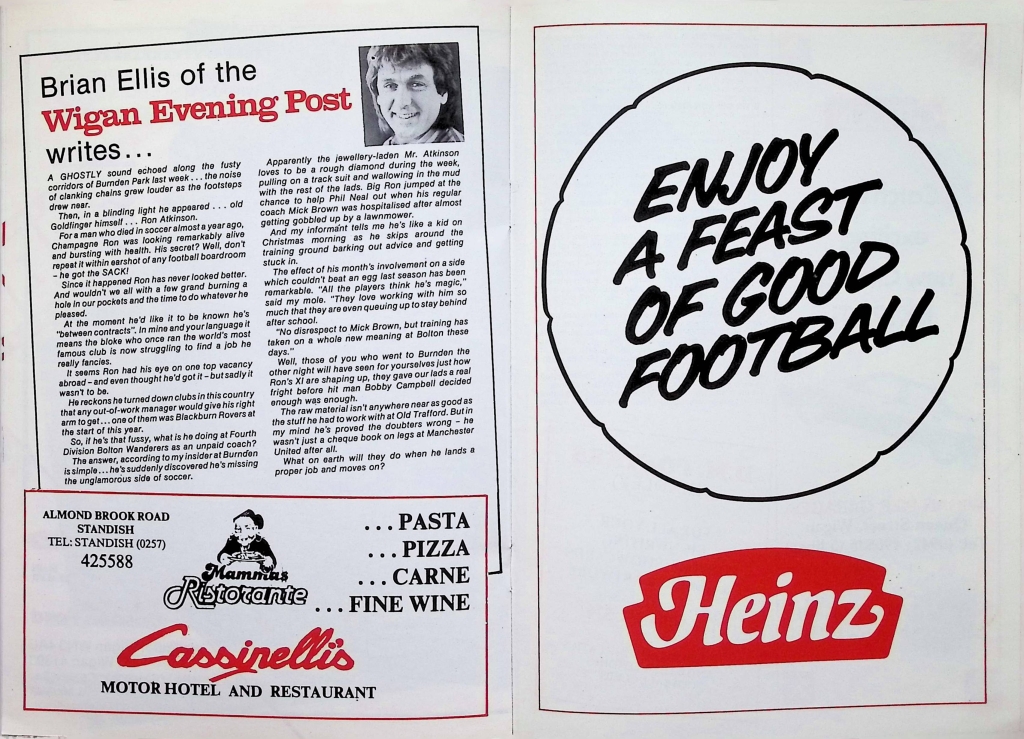 Brian Ellis of the
Wigan Evening Post
writes...
A GHOSTLY sound echoed along the fusty
corridors of Burnden Park last week... the noise
of clanking chains grew louder as the footsteps
drew near.
Then, in a blinding light he appeared... old
Goldfinger himself... Ron Atkinson.
For a man who died in soccer almost a year ago,
Champagne Ron was looking remarkably alive
and bursting with health. His secret? Well, don't
repeat it within earshot of any football boardroom
– he got the SACK!
Since it happened Ron has never looked better.
And wouldn't we all with a few grand burning a
hole in our pockets and the time to do whatever he
pleased.
At the moment he'd like it to be known he's
"between contracts". In mine and your language it
means the bloke who once ran the world's most
famous club is now struggling to find a job he
really fancies.
It seems Ron had his eye on one top vacancy
abroad – and even thought he'd got it – but sadly it
wasn't to be.
He reckons he turned down clubs in this country
that any out-of-work manager would give his right
arm to get... one of them was Blackburn Rovers at
the start of this year.
So, if he's that fussy, what is he doing at Fourth
Division Bolton Wanderers as an unpaid coach?
The answer, according to my insider at Burnden
is simple... he's suddenly discovered he's missing
the unglamorous side of soccer.
Apparently the jewellery-laden Mr. Atkinson
loves to be a rough diamond during the week,
pulling on a track suit and wallowing in the mud
with the rest of the lads. Big Ron jumped at the
chance to help Phil Neal out when his regular
coach Mick Brown was hospitalised after almost
getting gobbled up by a lawnmower.
And my informant tells me he's like a kid on
Christmas morning as he skips around the
training ground barking out advice and getting
stuck in.
The effect of his month's involvement on a side
which couldn't beat an egg last season has been
remarkable. "All the players think he's magic,"
said my mole. "They love working with him so
much that they are even queuing up to stay behind
after school.
"No disrespect to Mick Brown, but training has
taken on a whole new meaning at Bolton these
days."
Well, those of you who went to Burnden the
other night will have seen for yourselves just how
Ron's XI are shaping up, they gave our lads a real
fright before hit man Bobby Campbell decided
enough was enough.
The raw material isn't anywhere near as good as
the stuff he had to work with at Old Trafford. But in
my mind he's proved the doubters wrong – he
wasn't just a cheque book on legs at Manchester
United after all.
What on earth will they do when he lands a
proper job and moves on?
ALMOND BROOK ROAD
STANDISH
TEL: STANDISH (0257)
425588
Mammas
Ristorante
...PASTA
...PIZZA
...CARNE
...FINE WINE
Cassinelli's
MOTOR HOTEL AND RESTAURANT
ENJOY
A FEAST
OF GOOD
FOOTBALL
Heinz